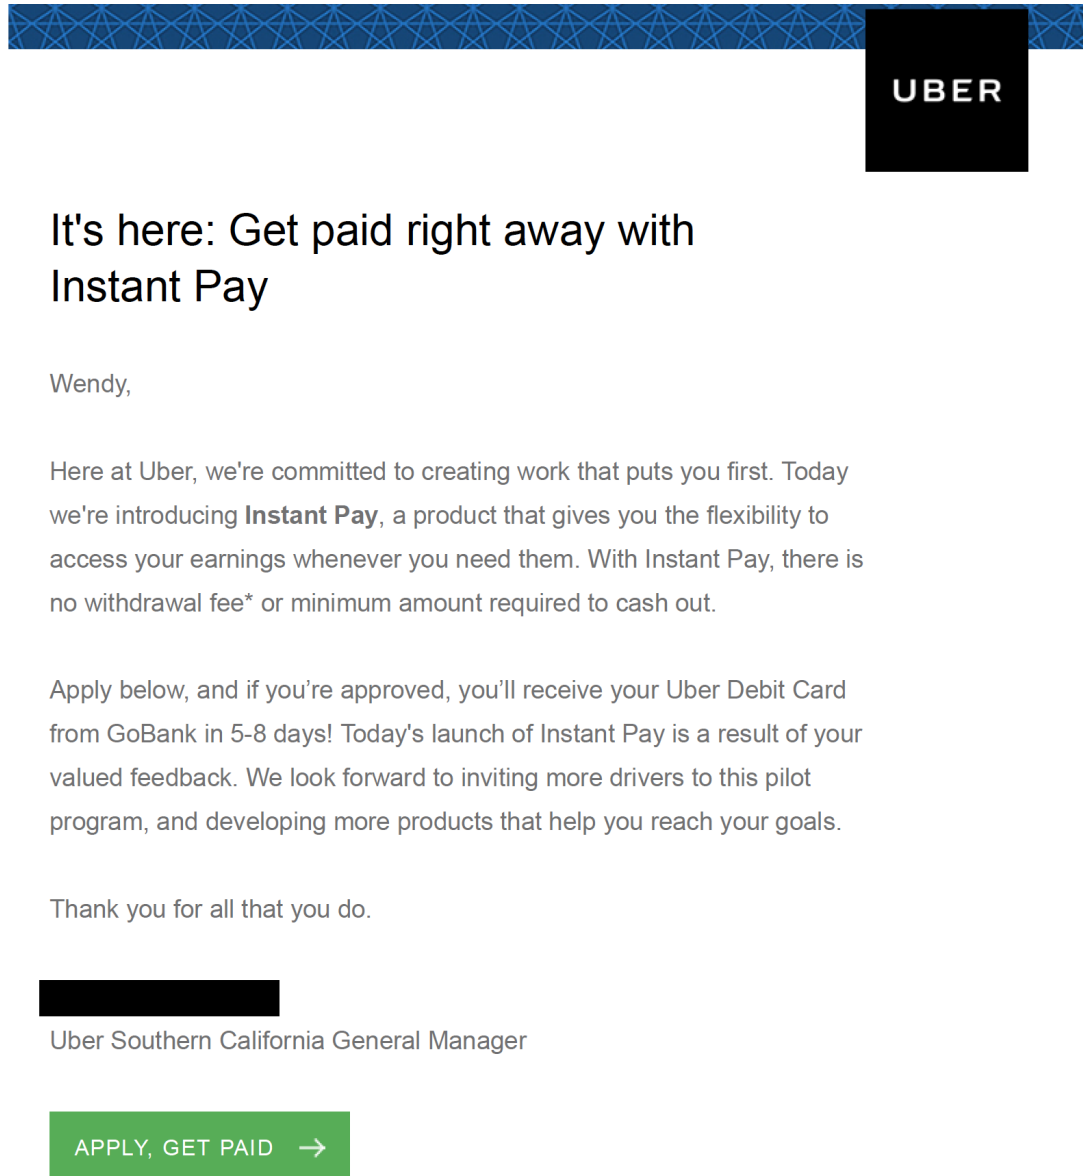 UBER
It's here: Get paid right away with
Instant Pay
Wendy,
Here at Uber, we're committed to creating work that puts you first. Today
we're introducing Instant Pay, a product that gives you the flexibility to
access your earnings whenever you need them. With Instant Pay, there is
no withdrawal fee* or minimum amount required to cash out.
Apply below, and if you’re approved, you’ll receive your Uber Debit Card
from GoBank in 5-8 days! Today's launch of Instant Pay is a result of your
valued feedback. We look forward to inviting more drivers to this pilot
program, and developing more products that help you reach your goals.
Thank you for all that you do.
Uber Southern California General Manager
APPLY, GET PAID →